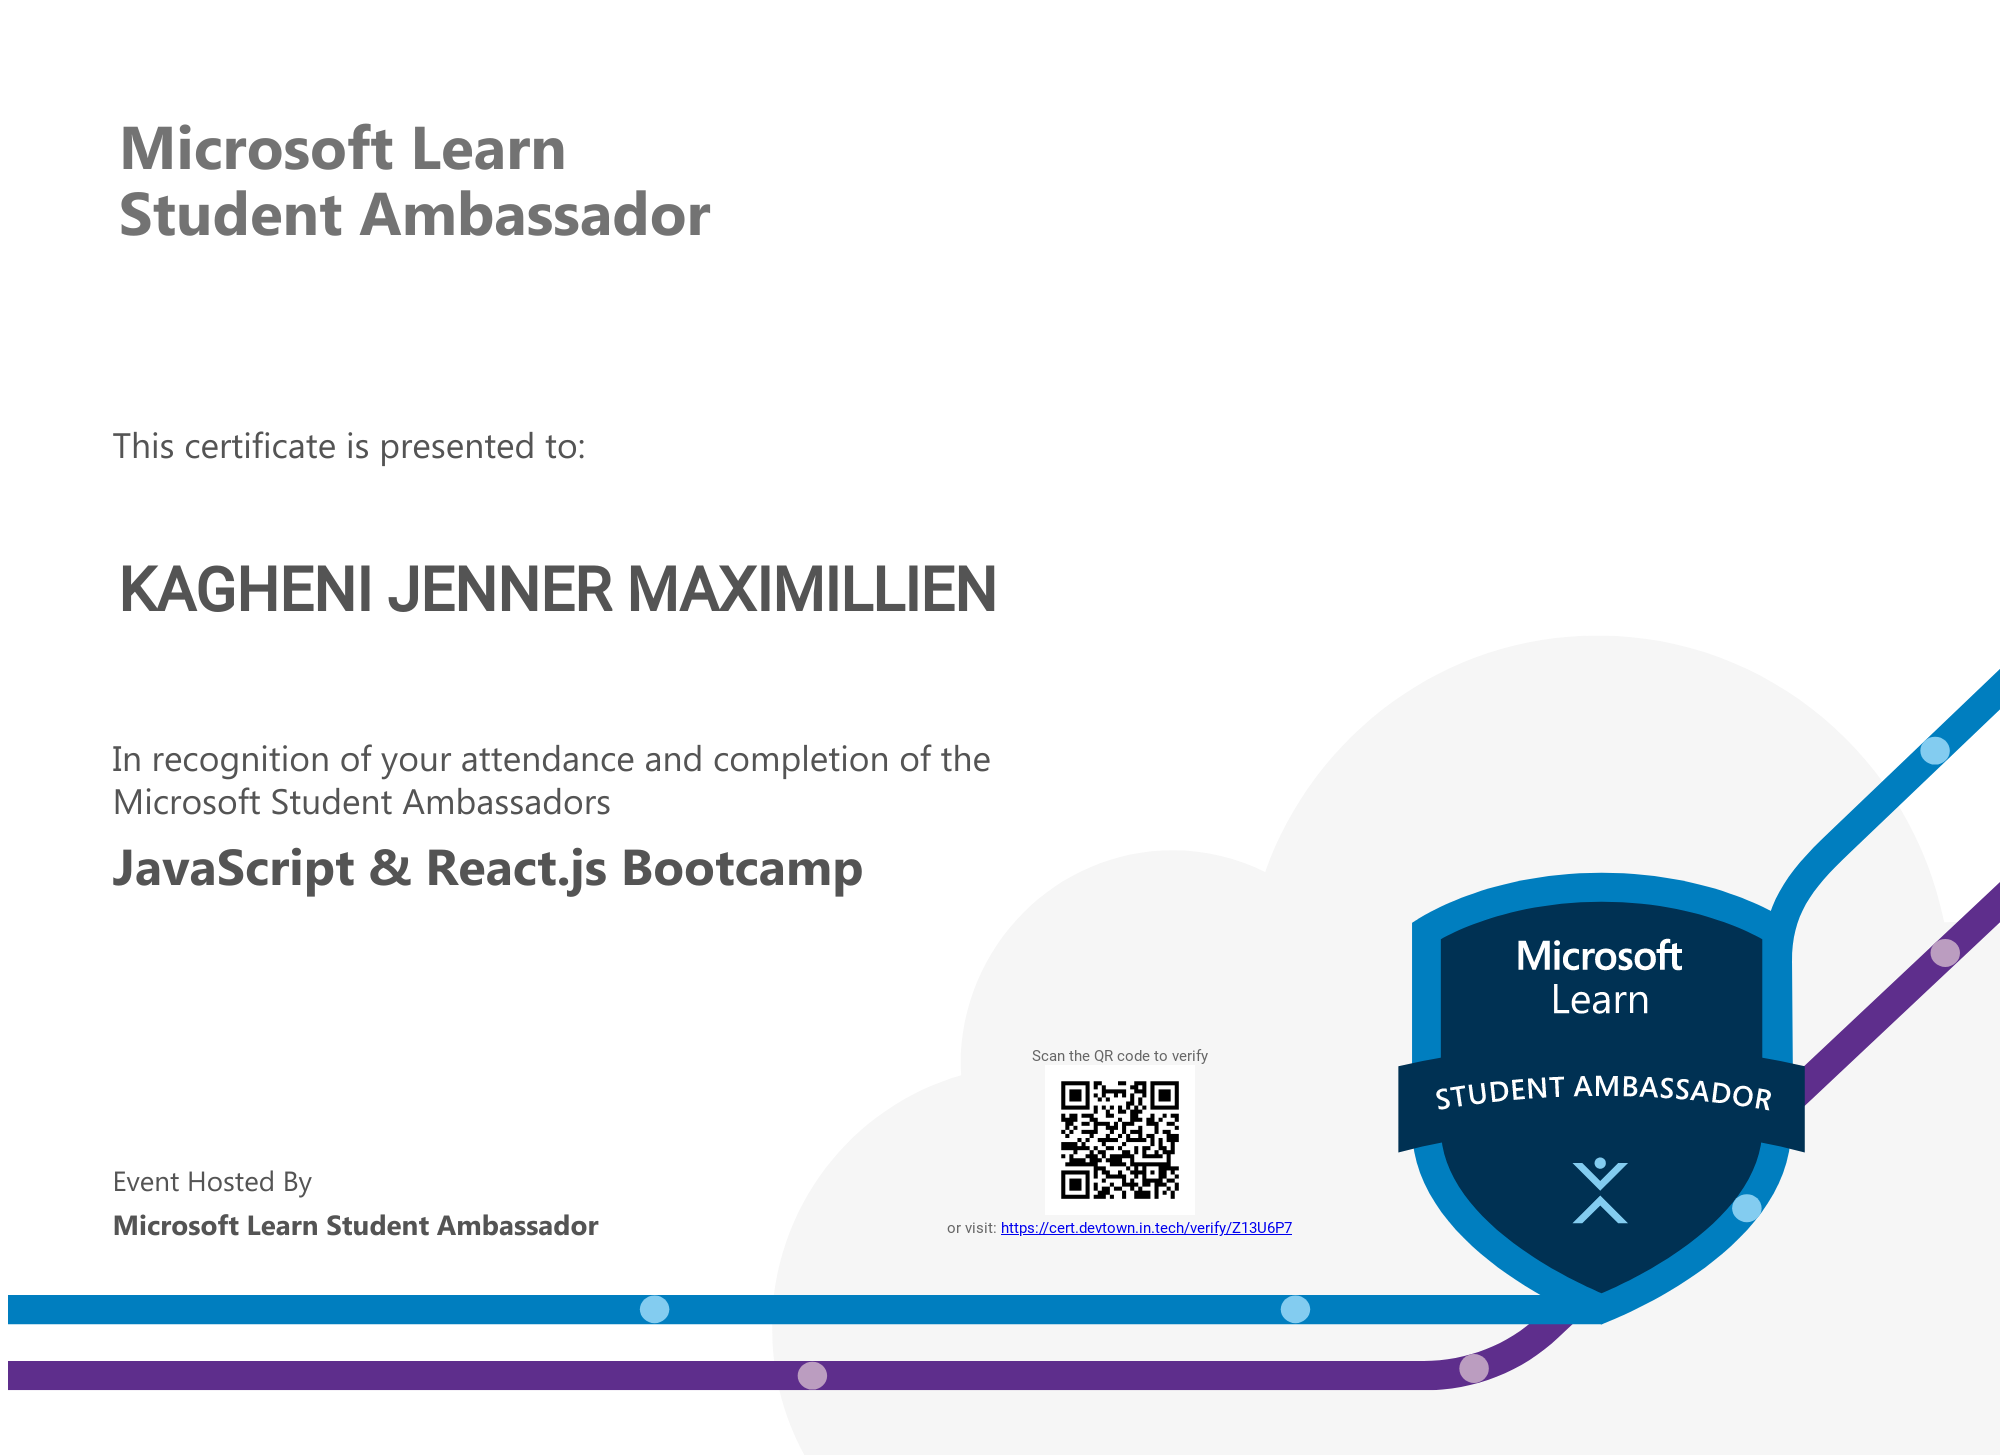 Microsoft Learn
Student Ambassador
This certificate is presented to:
KAGHENI JENNER MAXIMILLIEN
In recognition of your attendance and completion of the
Microsoft Student Ambassadors
JavaScript & React.js Bootcamp
Microsoft
Learn
STUDENT AMBASSADOR
Scan the QR code to verify
or visit: https://cert.devtown.in.tech/verify/Z13U6P7
Event Hosted By
Microsoft Learn Student Ambassador